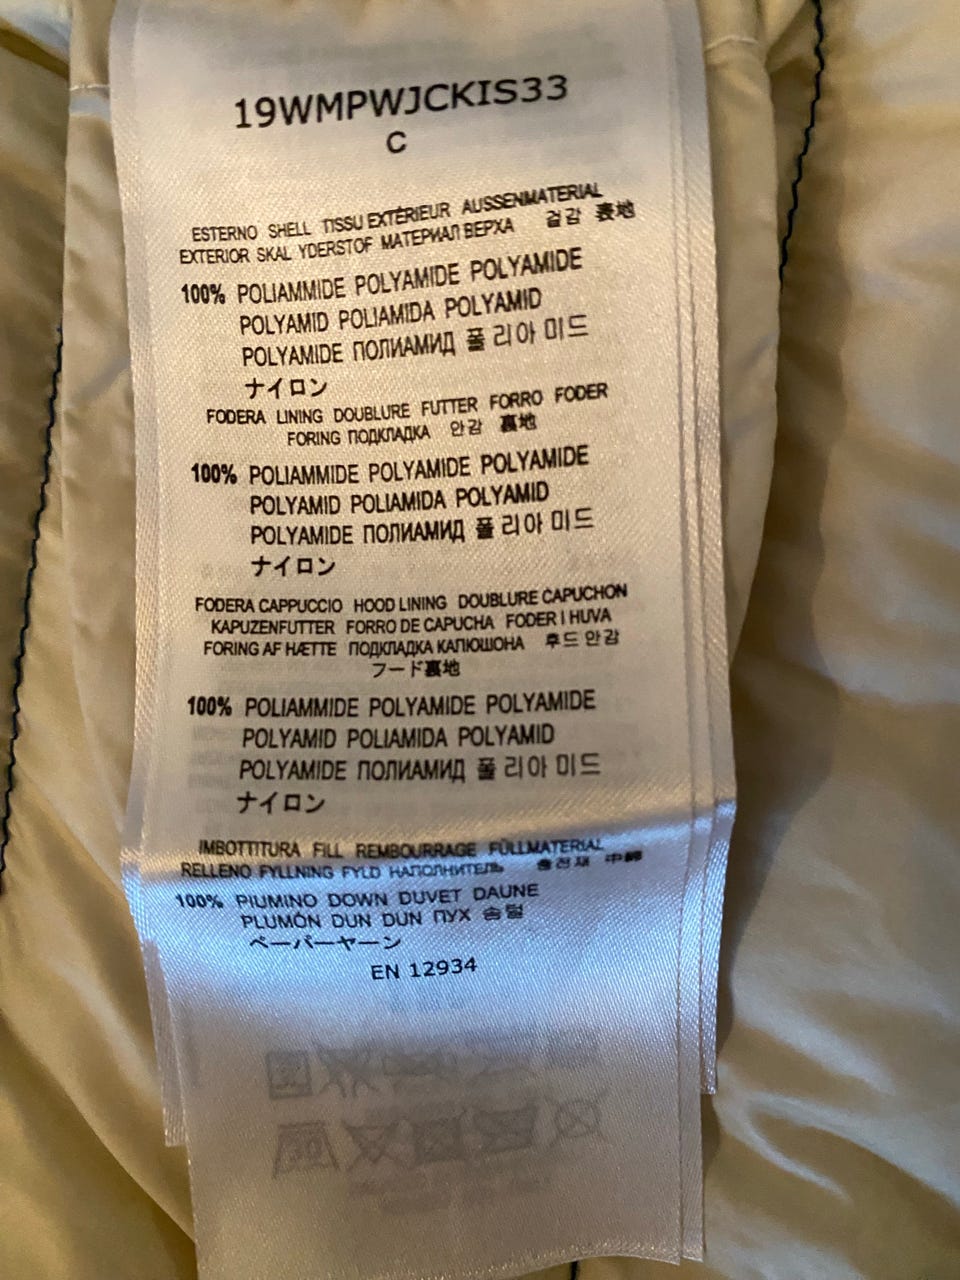 19WMPWJCKIS33
C
ESTERNO SHELL TISSU EXTÉRIEUR AUSSENMATERIAL
EXTERIOR SKAL YDERSTOF МАТЕРИАЛ ВЕРХА 겉감 表地
100% POLIAMMIDE POLYAMIDE POLYAMIDE
POLYAMID POLIAMIDA POLYAMID
POLYAMIDE ПОЛИАМИД 폴리아미드
ナイロン
FODERA LINING DOUBLURE FUTTER FORRO FODER
FORING ПОДКЛАДКА 안감 裏地
100% POLIAMMIDE POLYAMIDE POLYAMIDE
POLYAMID POLIAMIDA POLYAMID
POLYAMIDE ПОЛИАМИД 폴리아미드
ナイロン
FODERA CAPPUCCIO HOOD LINING DOUBLURE CAPUCHON
KAPUZENFUTTER FORRO DE CAPUCHA FODER I HUVA
FORING AF HÆTTE ПОДКЛАДКА КАПЮШОНА 후드 안감
フード裏地
100% POLIAMMIDE POLYAMIDE POLYAMIDE
POLYAMID POLIAMIDA POLYAMID
POLYAMIDE ПОЛИАМИД 폴리아미드
ナイロン
IMBOTTITURA FILL REMBOURRAGE FÜLLMATERIAL
RELLENO FYLLNING FYLD НАПОЛНИТЕЛЬ 충전재 中綿
100% PIUMINO DOWN DUVET DAUNE
PLUMÓN DUN DUN ПУХ 솜털
ペーパーヤーン
EN 12934